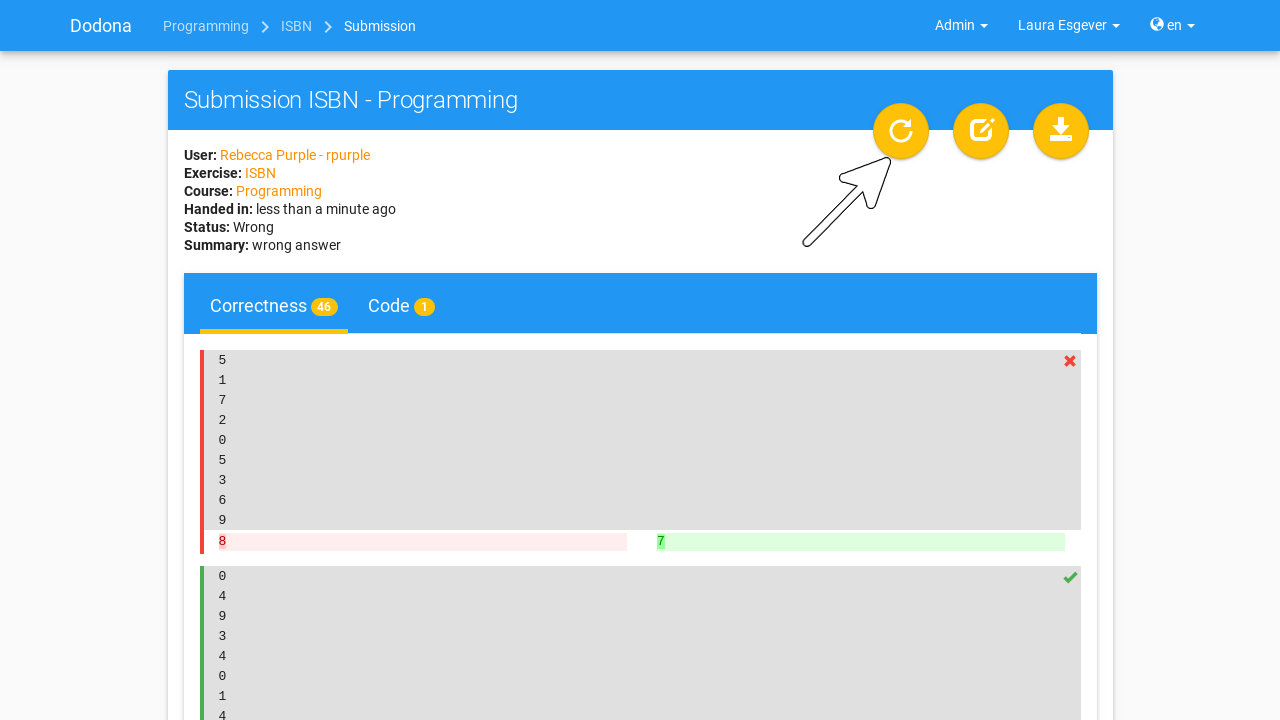 Dodona Programming ISBN Submission Admin Laura Esgever en
Submission ISBN - Programming
User: Rebecca Purple - rpurple
Exercise: ISBN
Course: Programming
Handed in: less than a minute ago
Status: Wrong
Summary: wrong answer
Correctness 46 Code 1
5
1
7
2
0
5
3
6
9
8 7
0
4
9
3
4
0
1
4